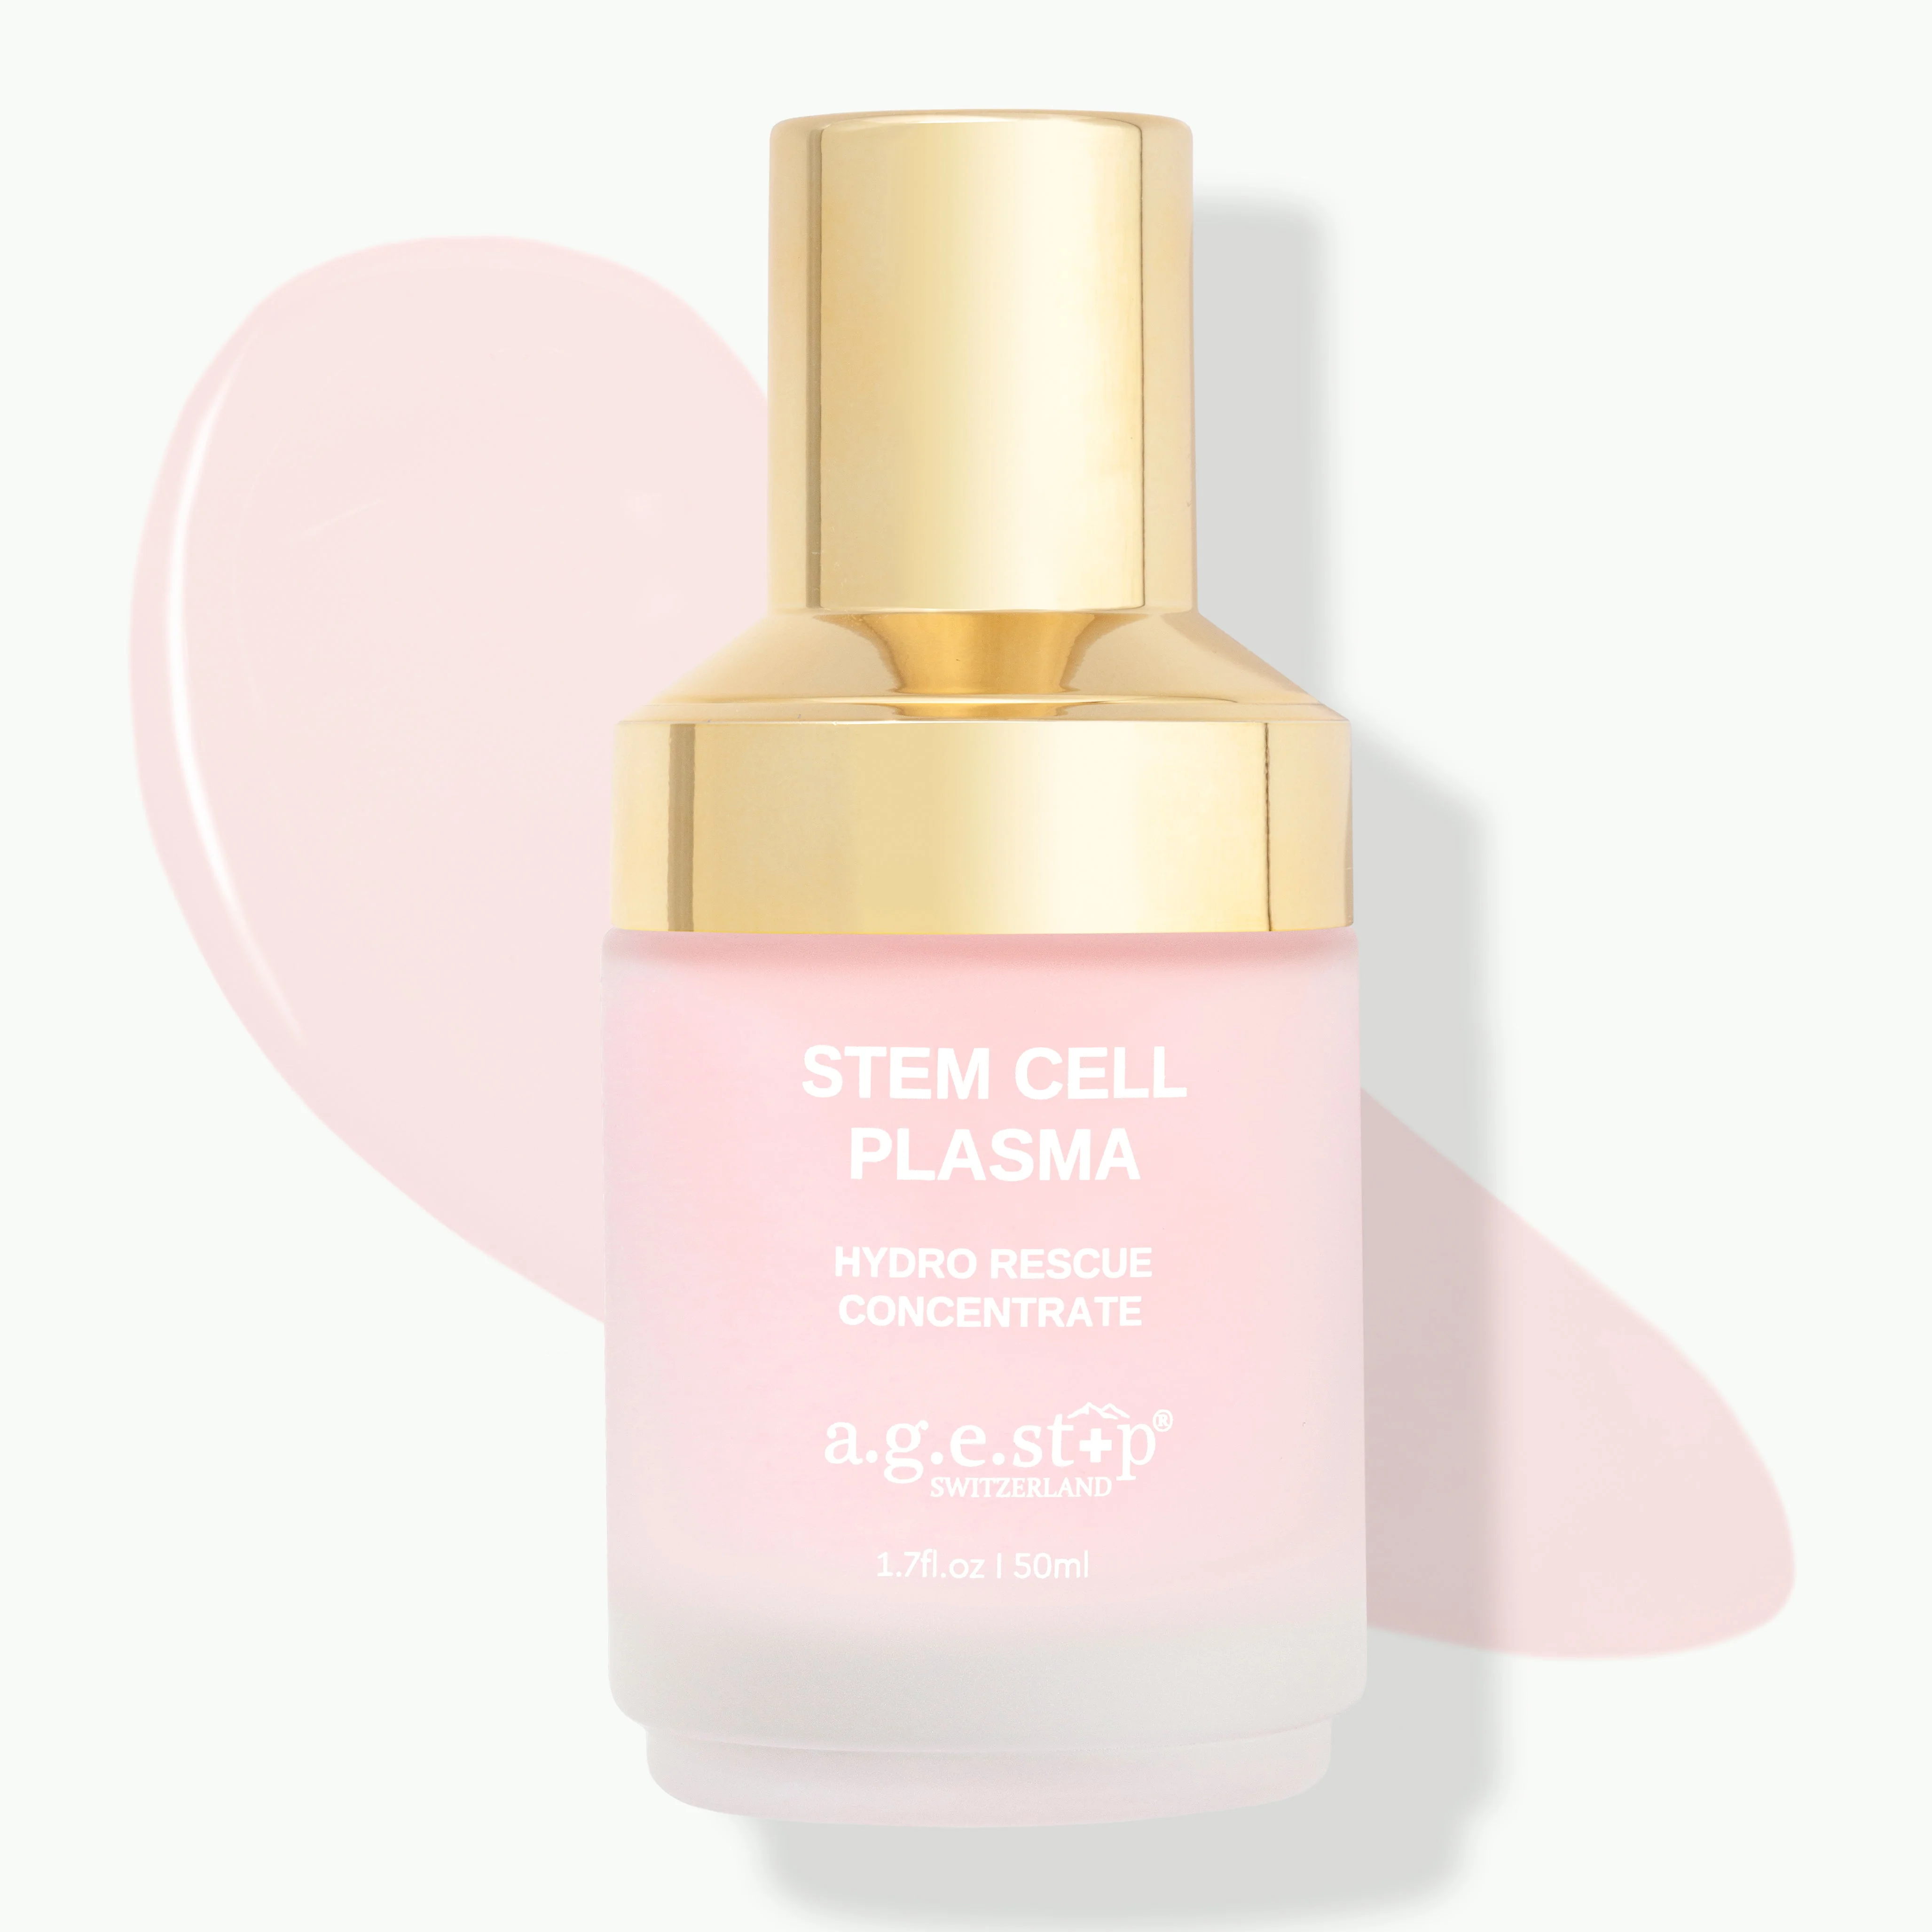 STEM CELL
PLASMA
HYDRO RESCUE
CONCENTRATE
a.g.e.st+p®
SWITZERLAND
1.7fl.oz | 50ml